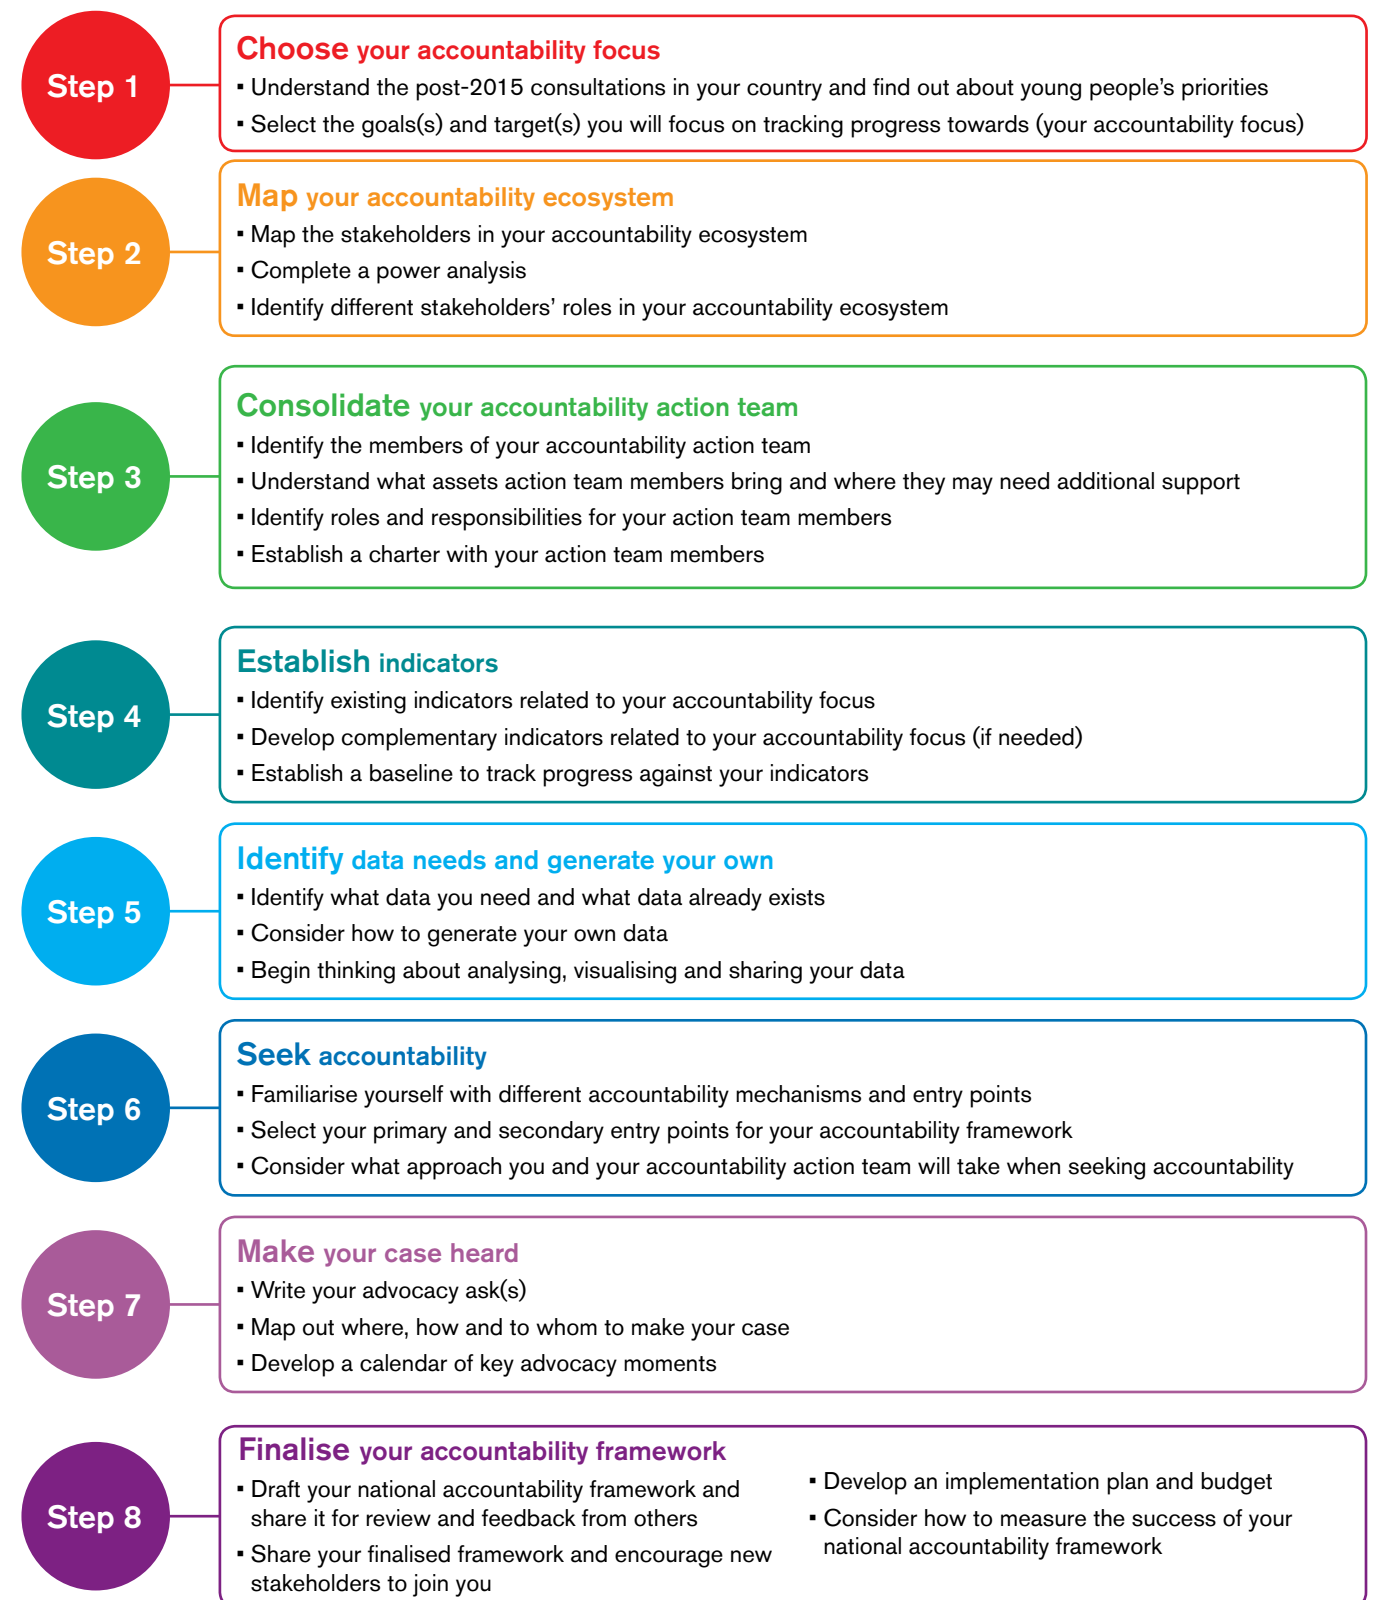 Step 1
Choose your accountability focus
▪ Understand the post-2015 consultations in your country and find out about young people’s priorities
▪ Select the goals(s) and target(s) you will focus on tracking progress towards (your accountability focus)
Step 2
Map your accountability ecosystem
▪ Map the stakeholders in your accountability ecosystem
▪ Complete a power analysis
▪ Identify different stakeholders’ roles in your accountability ecosystem
Step 3
Consolidate your accountability action team
▪ Identify the members of your accountability action team
▪ Understand what assets action team members bring and where they may need additional support
▪ Identify roles and responsibilities for your action team members
▪ Establish a charter with your action team members
Step 4
Establish indicators
▪ Identify existing indicators related to your accountability focus
▪ Develop complementary indicators related to your accountability focus (if needed)
▪ Establish a baseline to track progress against your indicators
Step 5
Identify data needs and generate your own
▪ Identify what data you need and what data already exists
▪ Consider how to generate your own data
▪ Begin thinking about analysing, visualising and sharing your data
Step 6
Seek accountability
▪ Familiarise yourself with different accountability mechanisms and entry points
▪ Select your primary and secondary entry points for your accountability framework
▪ Consider what approach you and your accountability action team will take when seeking accountability
Step 7
Make your case heard
▪ Write your advocacy ask(s)
▪ Map out where, how and to whom to make your case
▪ Develop a calendar of key advocacy moments
Step 8
Finalise your accountability framework
▪ Draft your national accountability framework and
share it for review and feedback from others
▪ Share your finalised framework and encourage new
stakeholders to join you
▪ Develop an implementation plan and budget
▪ Consider how to measure the success of your
national accountability framework